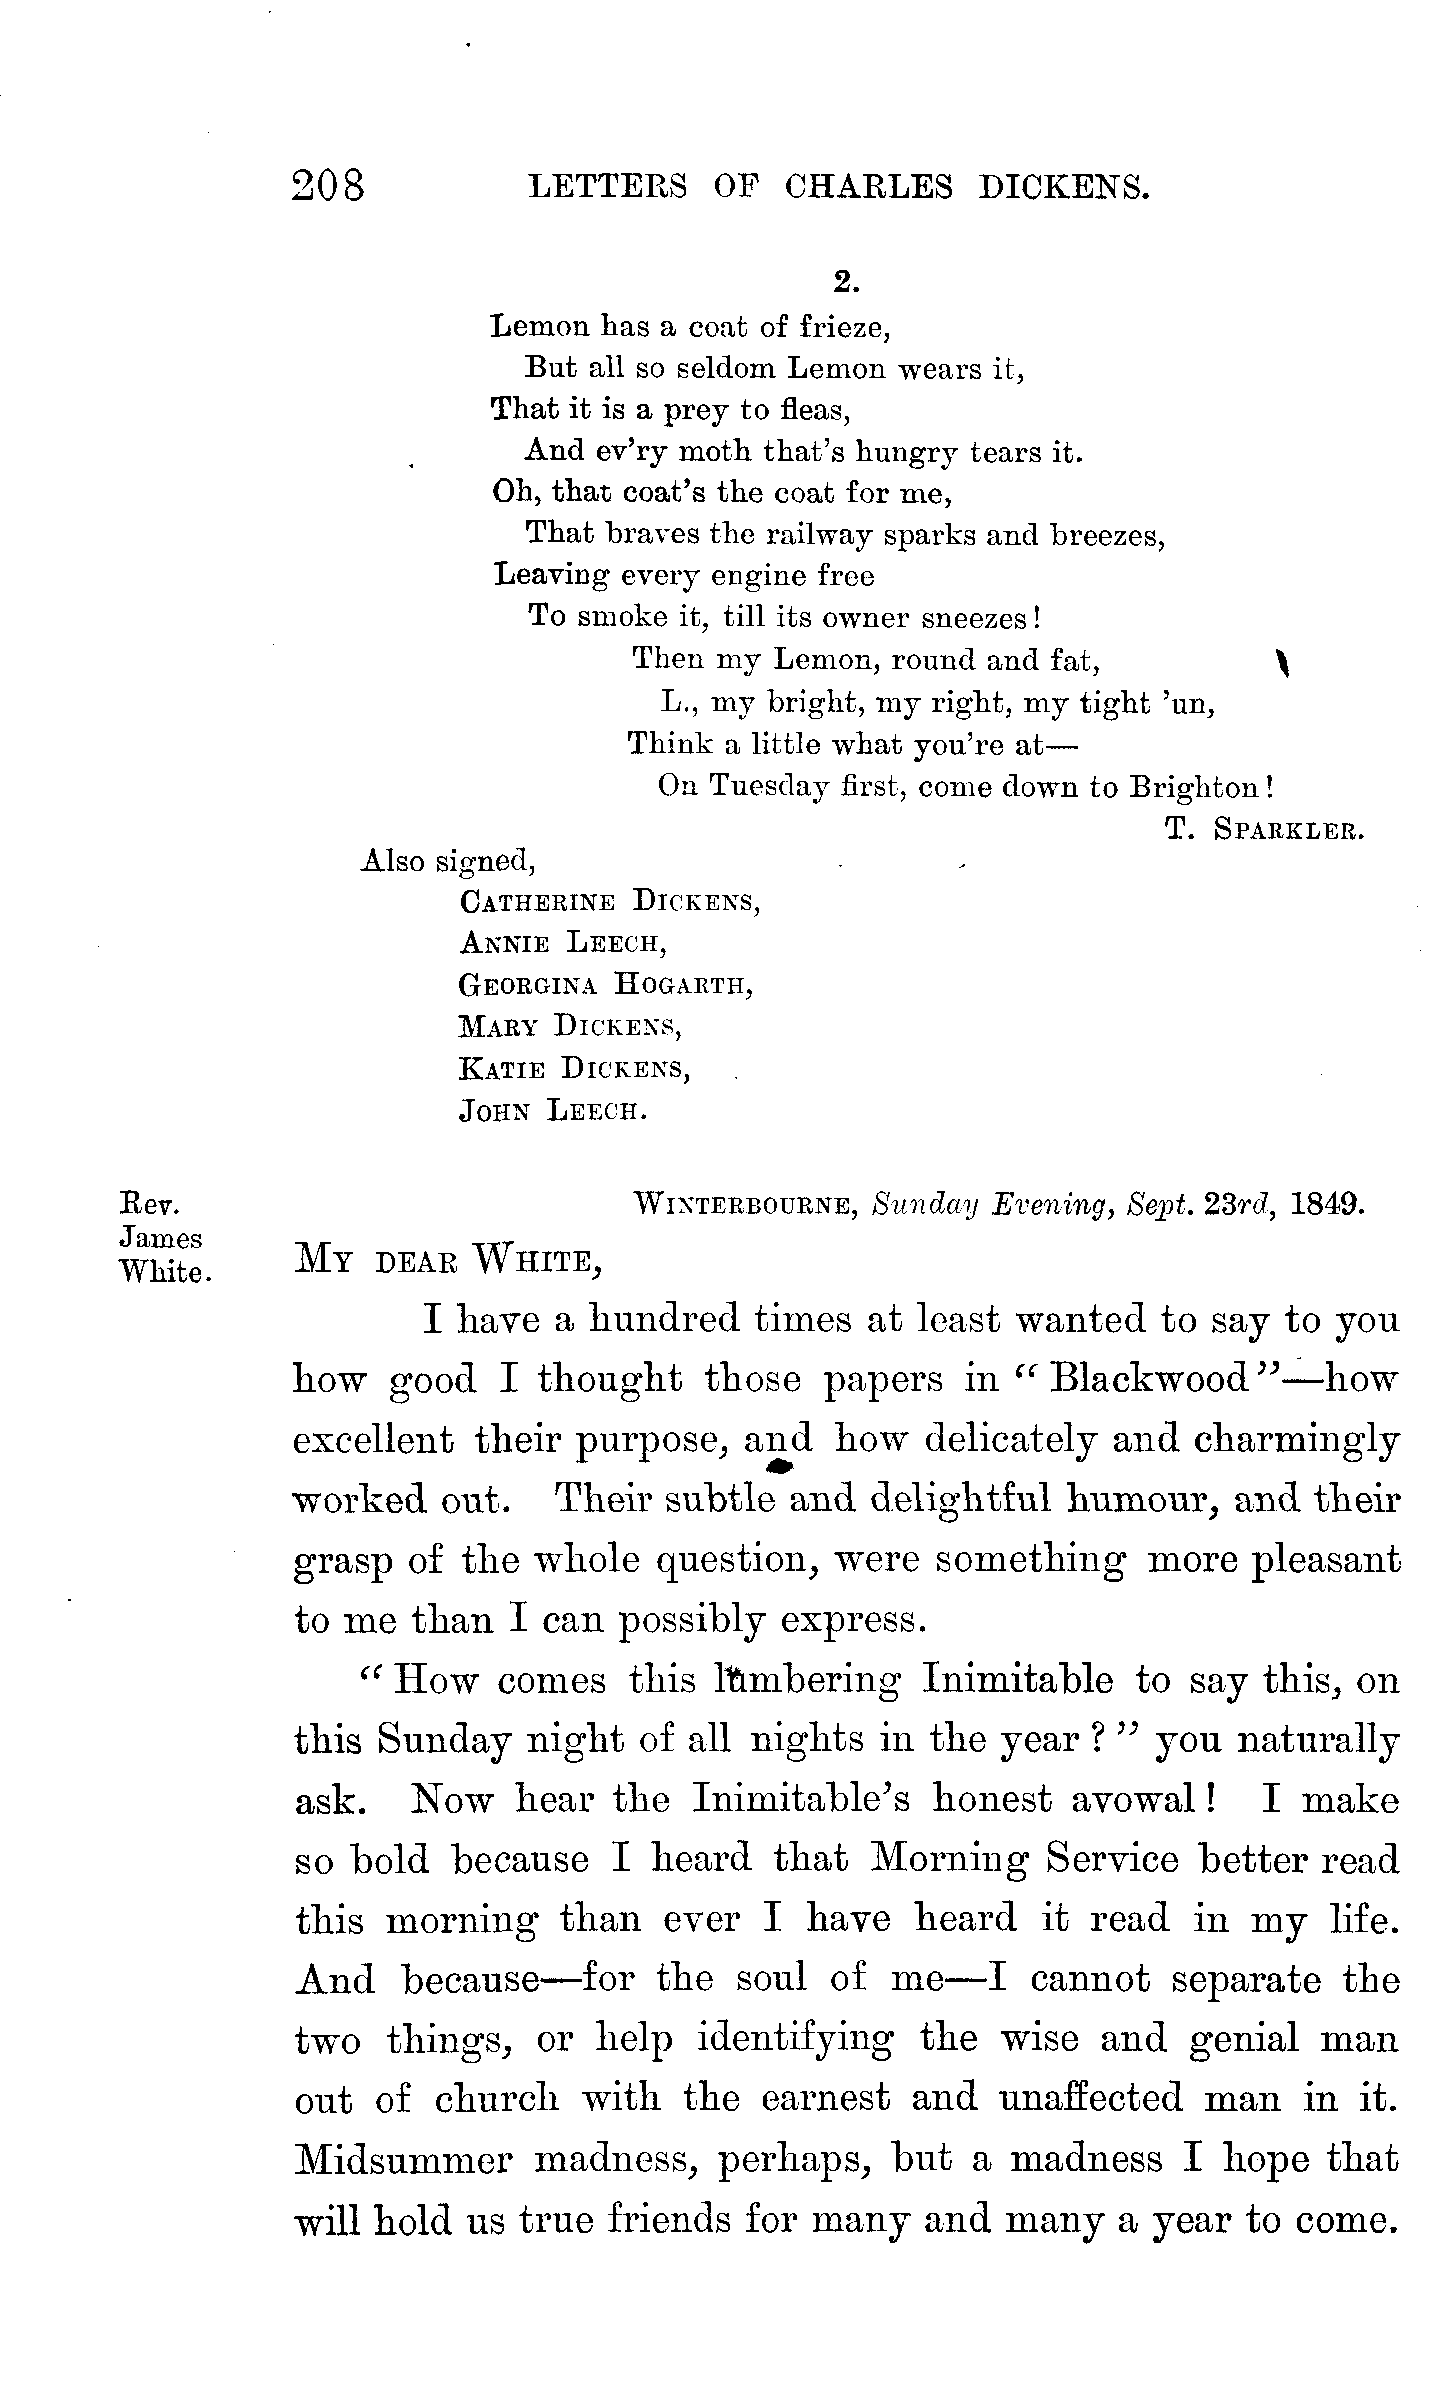 208 LETTERS OF CHARLES DICKENS.
2.
Lemon has a coat of frieze,
But all so seldom Lemon wears it,
That it is a prey to fleas,
And ev'ry moth that's hungry tears it.
Oh, that coat's the coat for me,
That braves the railway sparks and breezes,
Leaving every engine free
To smoke it, till its owner sneezes!
Then my Lemon, round and fat,
L., my bright, my right, my tight 'un,
Think a little what you're at—
On Tuesday first, come down to Brighton!
T. SPARKLER.
Also signed,
CATHERINE DICKENS,
ANNIE LEECH,
GEORGINA HOGARTH,
MARY DICKENS,
KATIE DICKENS,
JOHN LEECH.
Rev.
James
White.
WINTERBOURNE, Sunday Evening, Sept. 23rd, 1849.
MY DEAR WHITE,
I have a hundred times at least wanted to say to you
how good I thought those papers in "Blackwood"—how
excellent their purpose, and how delicately and charmingly
worked out. Their subtle and delightful humour, and their
grasp of the whole question, were something more pleasant
to me than I can possibly express.
"How comes this lumbering Inimitable to say this, on
this Sunday night of all nights in the year?" you naturally
ask. Now hear the Inimitable's honest avowal! I make
so bold because I heard that Morning Service better read
this morning than ever I have heard it read in my life.
And because—for the soul of me—I cannot separate the
two things, or help identifying the wise and genial man
out of church with the earnest and unaffected man in it.
Midsummer madness, perhaps, but a madness I hope that
will hold us true friends for many and many a year to come.